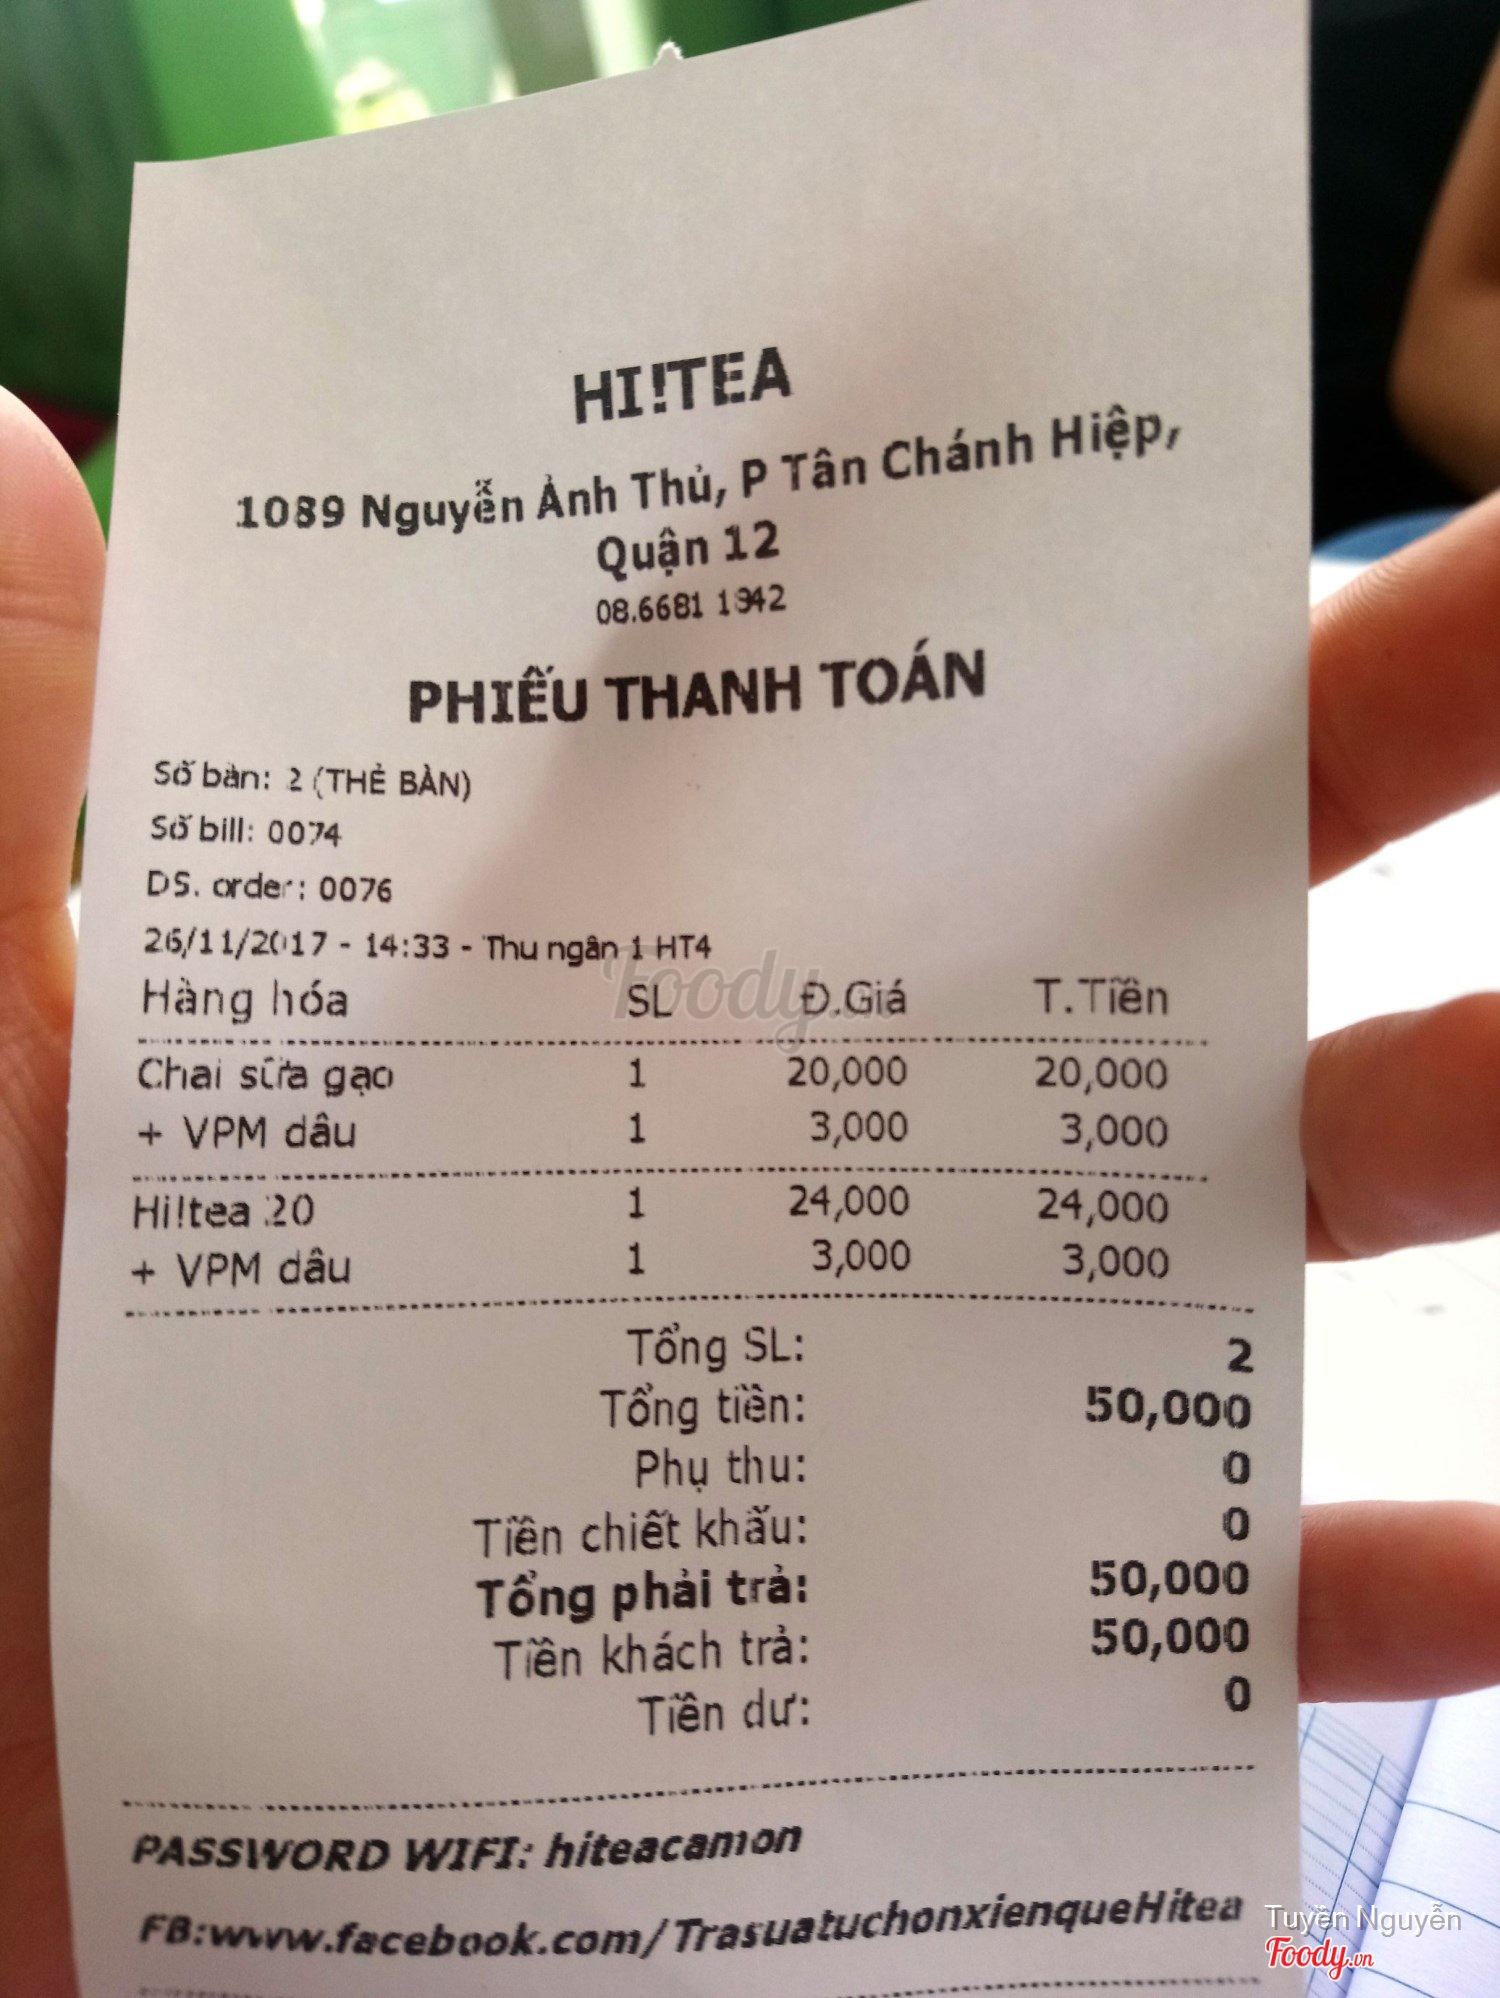 HI!TEA
1089 Nguyễn Ảnh Thủ, P Tân Chánh Hiệp,
Quận 12
08.6681 1942
PHIẾU THANH TOÁN
Số bàn: 2 (THẺ BÀN)
Số bill: 0074
DS. order: 0076
26/11/2017 - 14:33 - Thu ngân 1 HT4
Hàng hóa SL Đ.Giá T.Tiền
Chai sữa gạo 1 20,000 20,000
+ VPM dâu 1 3,000 3,000
Hi!tea 20 1 24,000 24,000
+ VPM dâu 1 3,000 3,000
Tổng SL: 2
Tổng tiền: 50,000
Phụ thu: 0
Tiền chiết khấu: 0
Tổng phải trả: 50,000
Tiền khách trả: 50,000
Tiền dư: 0
PASSWORD WIFI: hiteacamon
FB:www.facebook.com/TrasuatuchonxienqueHitea
Foody.vn
Tuyền Nguyễn
Foody.vn